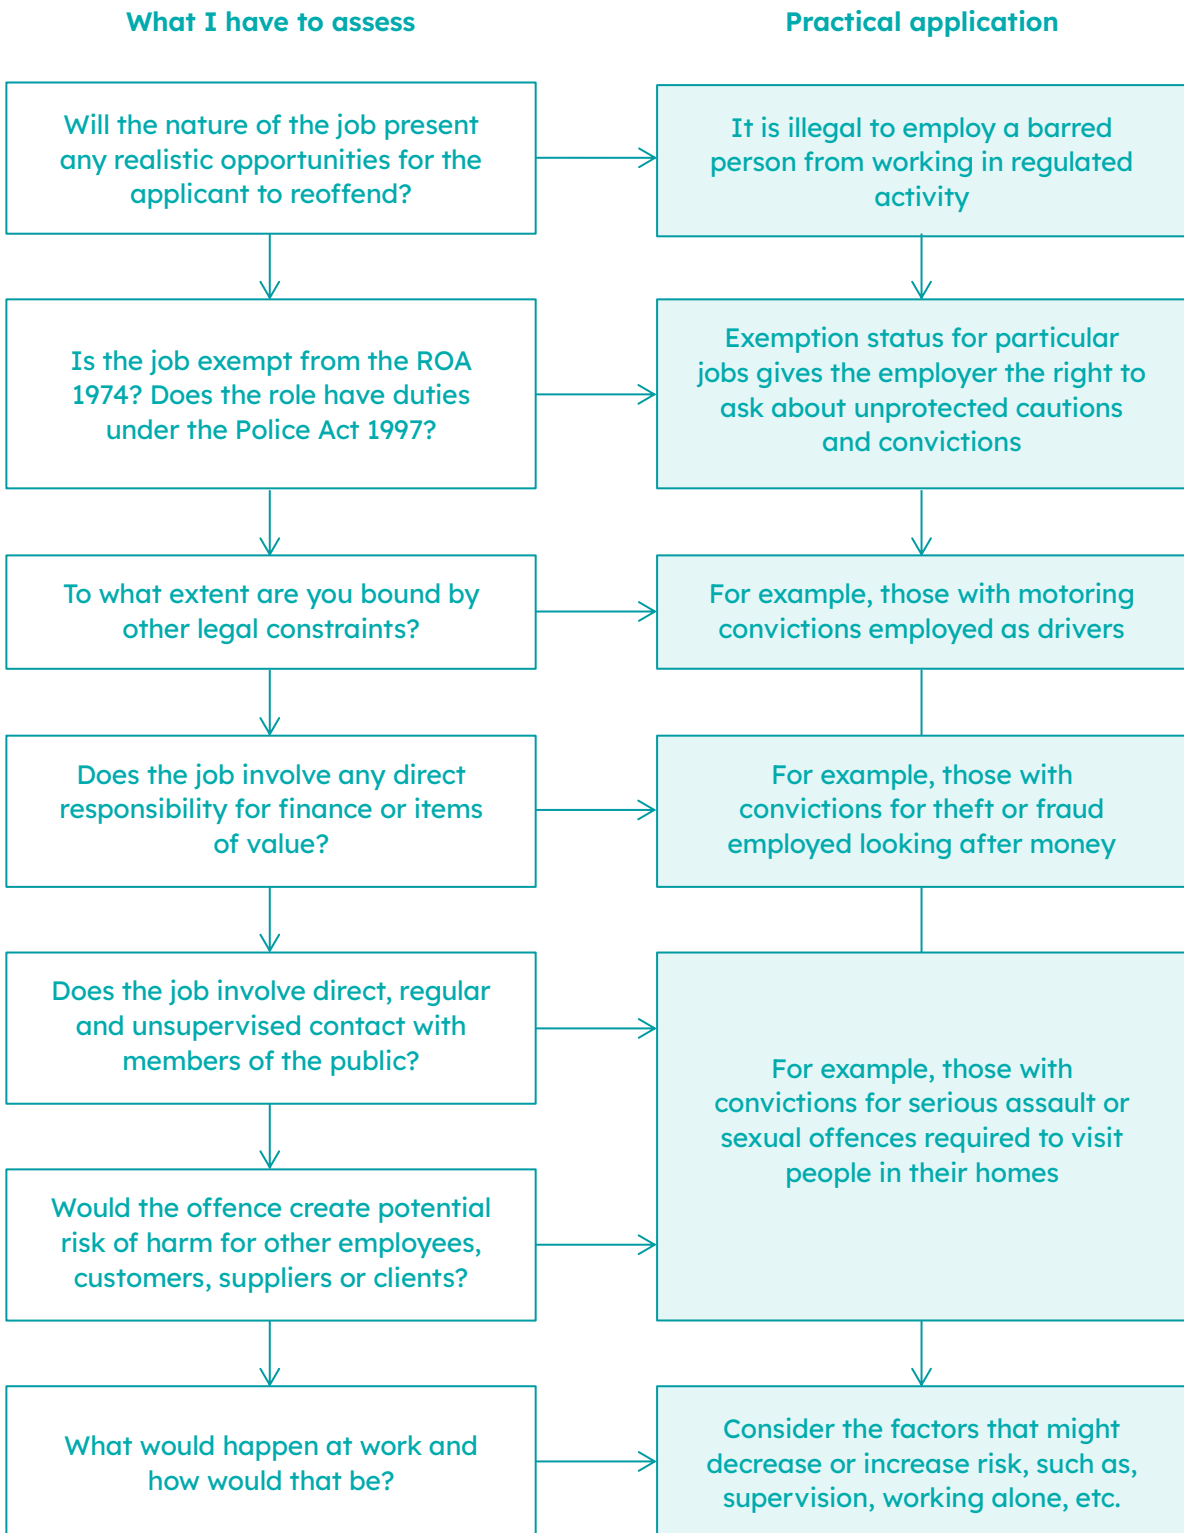 What I have to assess
Practical application
Will the nature of the job present
any realistic opportunities for the
applicant to reoffend?
It is illegal to employ a barred
person from working in regulated
activity
Is the job exempt from the ROA
1974? Does the role have duties
under the Police Act 1997?
Exemption status for particular
jobs gives the employer the right to
ask about unprotected cautions
and convictions
To what extent are you bound by
other legal constraints?
For example, those with motoring
convictions employed as drivers
Does the job involve any direct
responsibility for finance or items
of value?
For example, those with
convictions for theft or fraud
employed looking after money
Does the job involve direct, regular
and unsupervised contact with
members of the public?
Would the offence create potential
risk of harm for other employees,
customers, suppliers or clients?
For example, those with
convictions for serious assault or
sexual offences required to visit
people in their homes
What would happen at work and
how would that be?
Consider the factors that might
decrease or increase risk, such as,
supervision, working alone, etc.